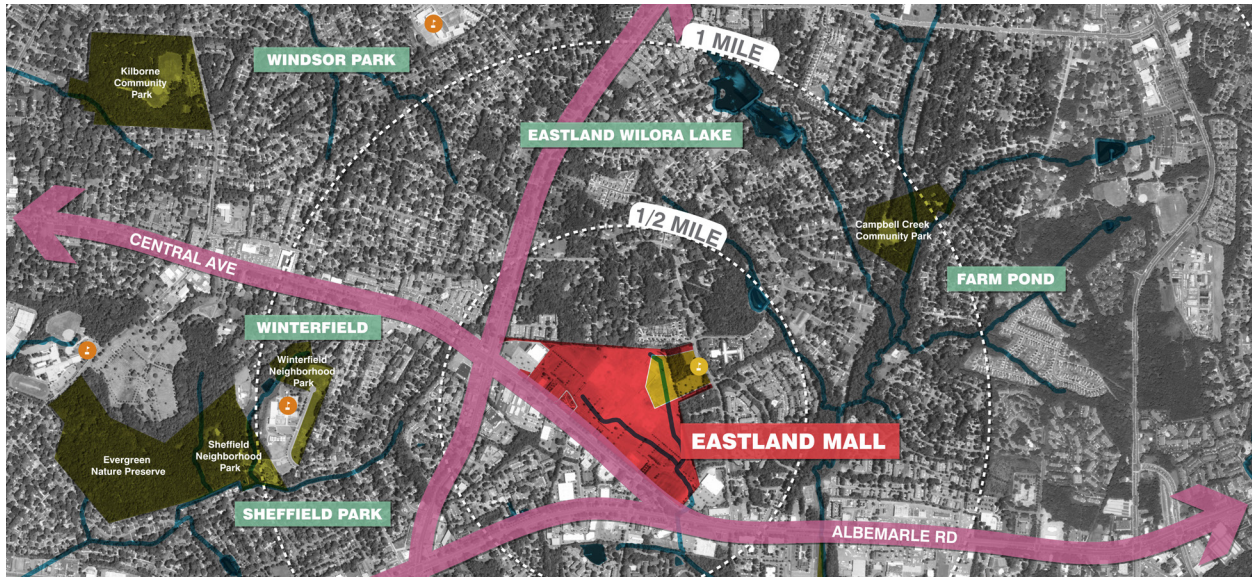 1 MILE
WINDSOR PARK
Kilborne
Community
Park
EASTLAND WILORA LAKE
1/2 MILE
Campbell Creek
Community Park
CENTRAL AVE
FARM POND
WINTERFIELD
Winterfield
Neighborhood
Park
EASTLAND MALL
Sheffield
Neighborhood
Park
Evergreen
Nature Preserve
SHEFFIELD PARK
ALBEMARLE RD